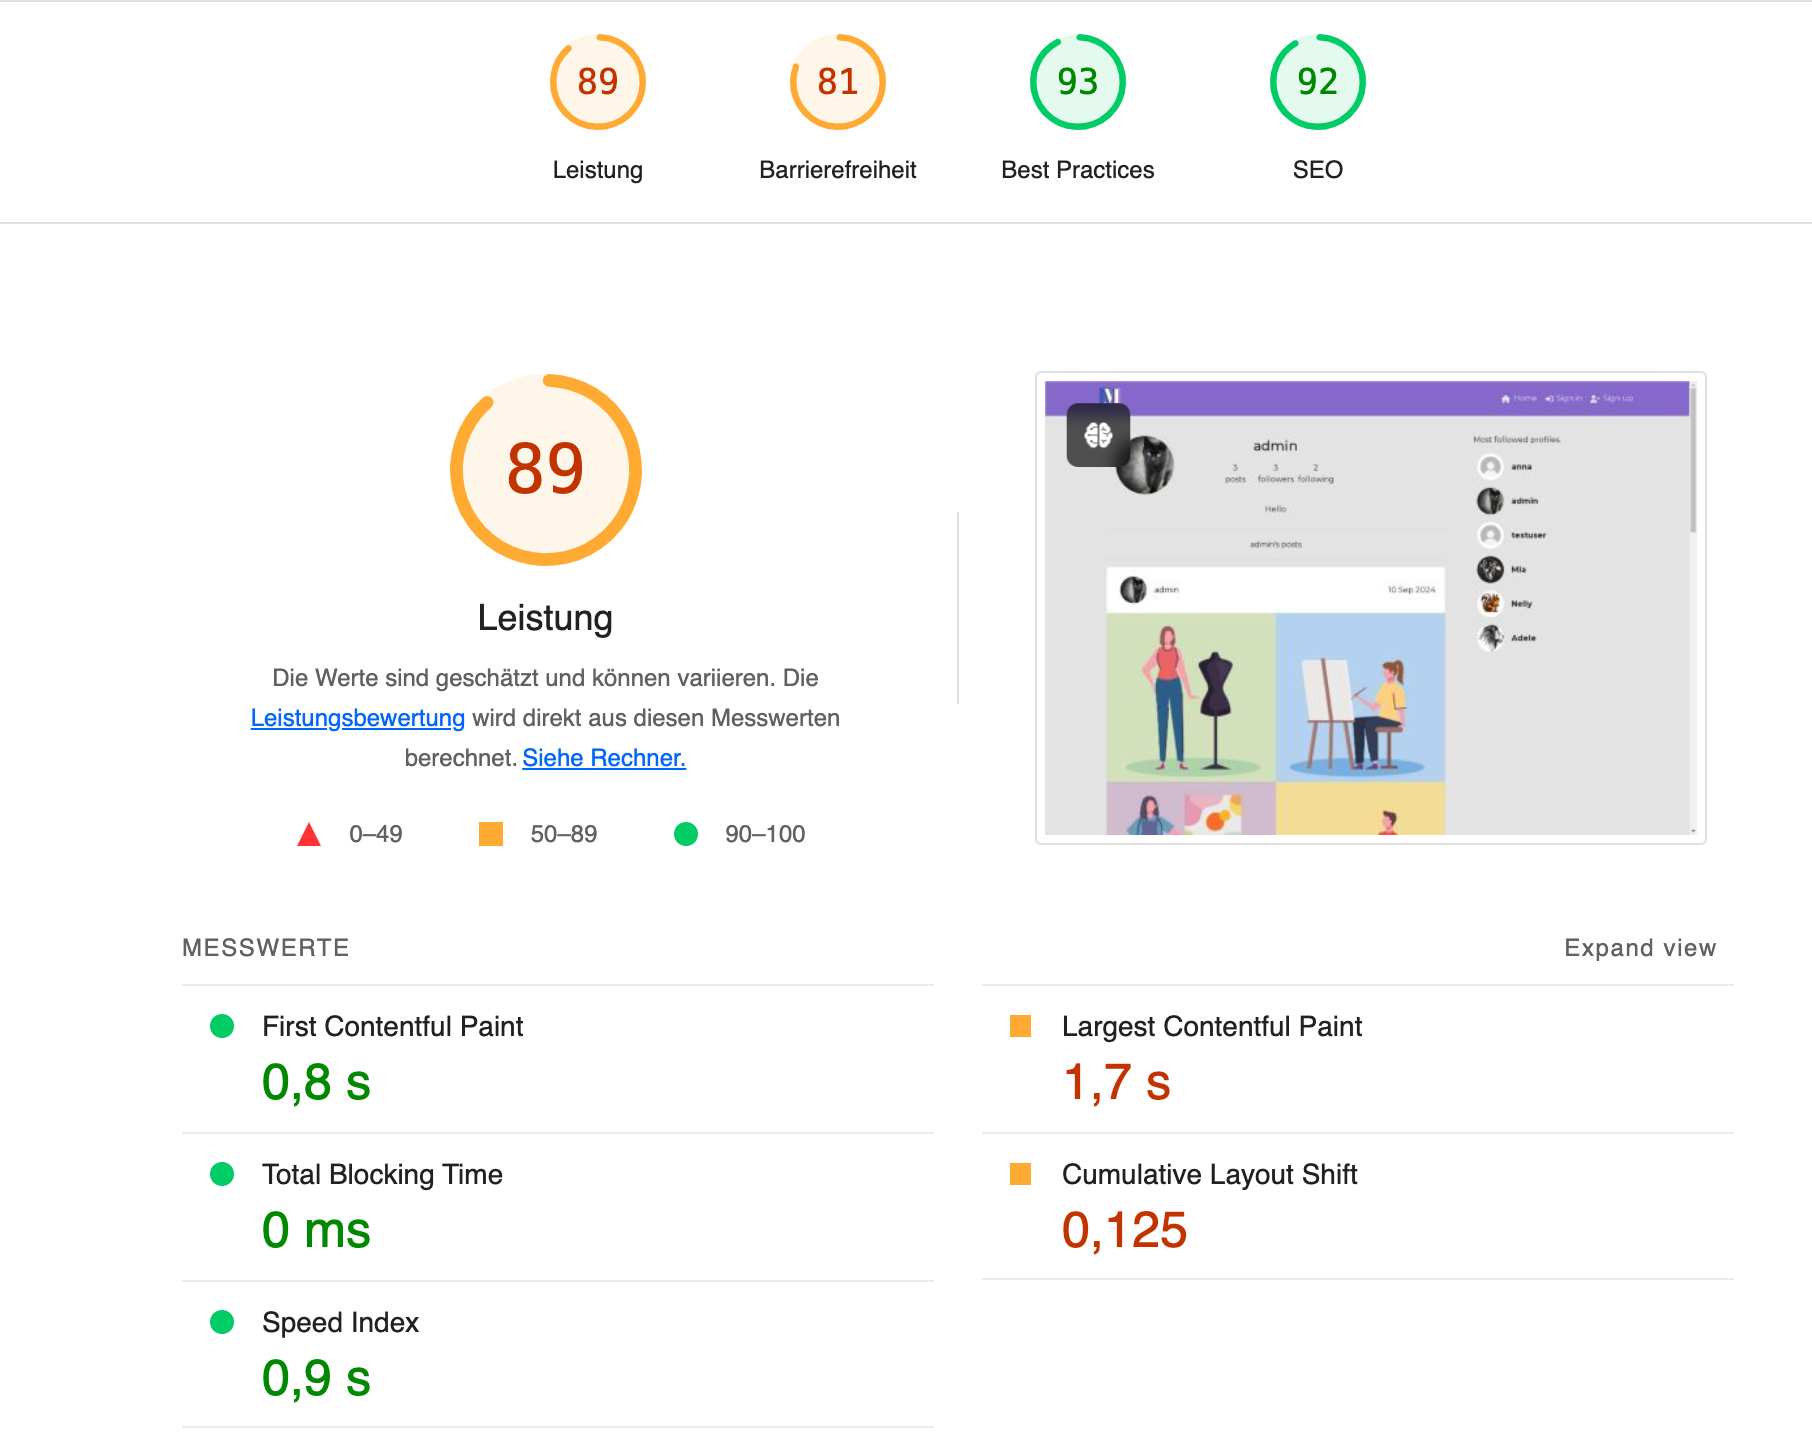 89
81
93
92
Leistung
Barrierefreiheit
Best Practices
SEO
89
Leistung
Die Werte sind geschätzt und können variieren. Die
Leistungsbewertung wird direkt aus diesen Messwerten
berechnet. Siehe Rechner.
0–49
50–89
90–100
M
Home
Sign in
Sign up
admin
3
3
2
posts
followers
following
Hello
admin's posts
admin
10 Sep 2024
Most followed profiles
anna
admin
testuser
Mia
Nelly
Adele
MESSWERTE
Expand view
First Contentful Paint
0,8 s
Largest Contentful Paint
1,7 s
Total Blocking Time
0 ms
Cumulative Layout Shift
0,125
Speed Index
0,9 s